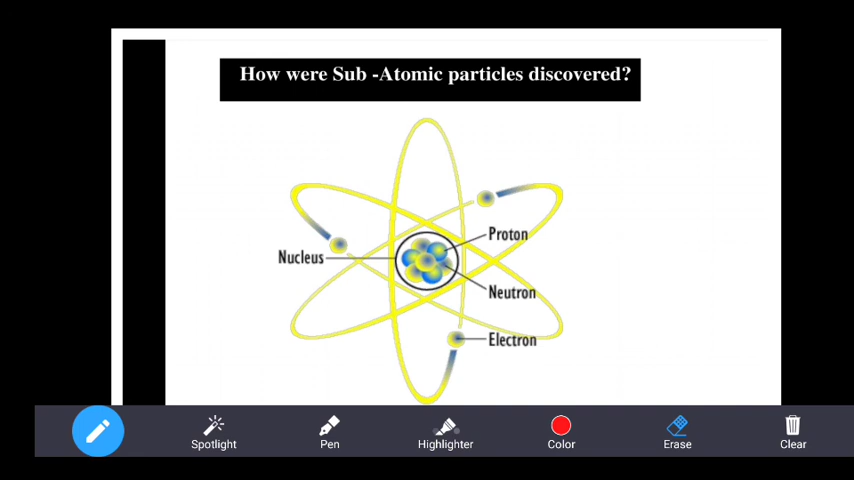 How were Sub -Atomic particles discovered?
Proton
Nucleus
Neutron
Electron
Spotlight
Pen
Highlighter
Color
Erase
Clear